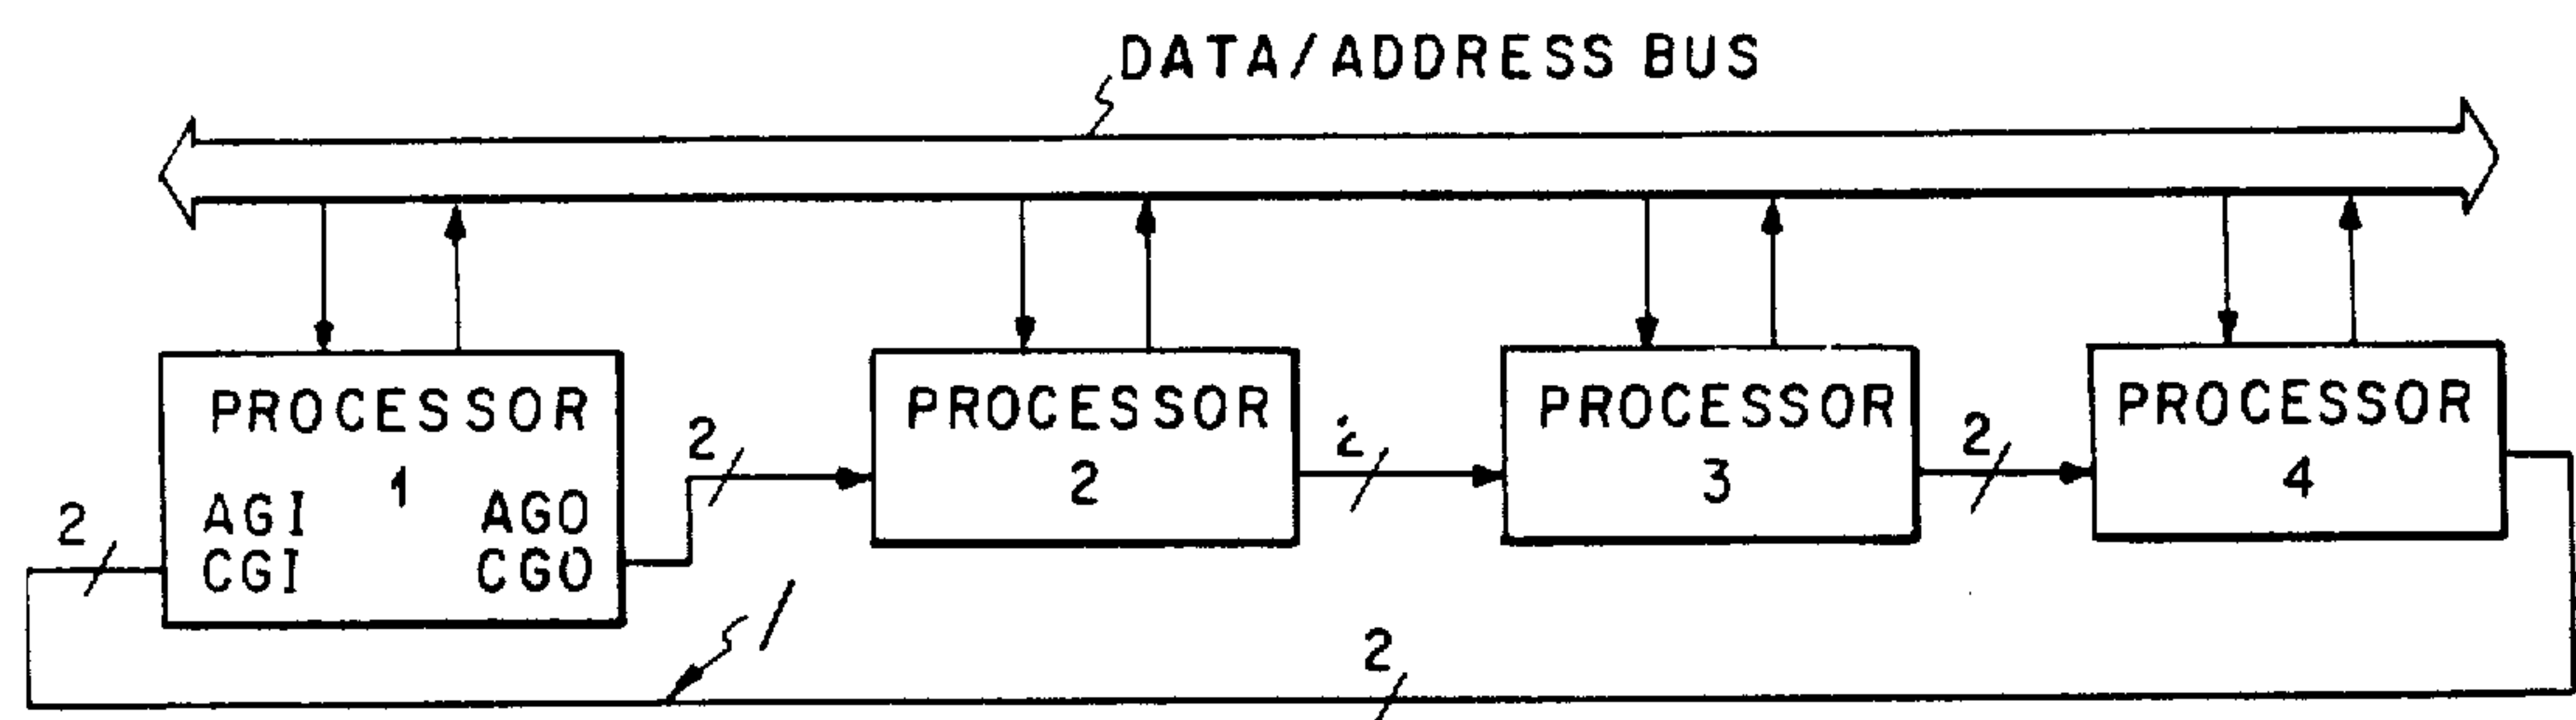 DATA/ADDRESS BUS
PROCESSOR
1
AGI
AGO
CGI
CGO
2
2
PROCESSOR
2
2
PROCESSOR
3
2
PROCESSOR
4
1
2